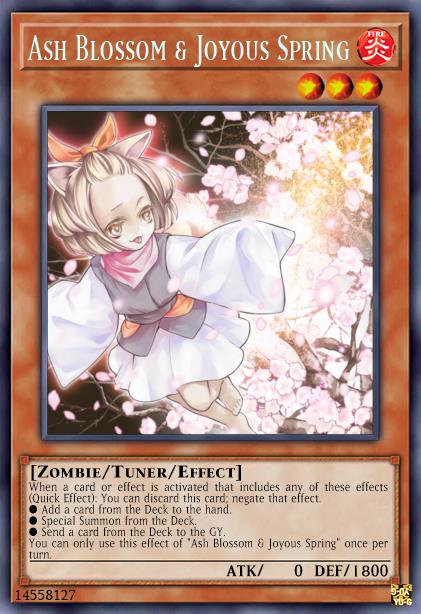 ASH BLOSSOM & JOYOUS SPRING
FIRE
炎
[ZOMBIE/TUNER/EFFECT]
When a card or effect is activated that includes any of these effects
(Quick Effect): You can discard this card; negate that effect.
● Add a card from the Deck to the hand.
● Special Summon from the Deck.
● Send a card from the Deck to the GY.
You can only use this effect of "Ash Blossom & Joyous Spring" once per
turn.
ATK/ 0 DEF/1800
14558127